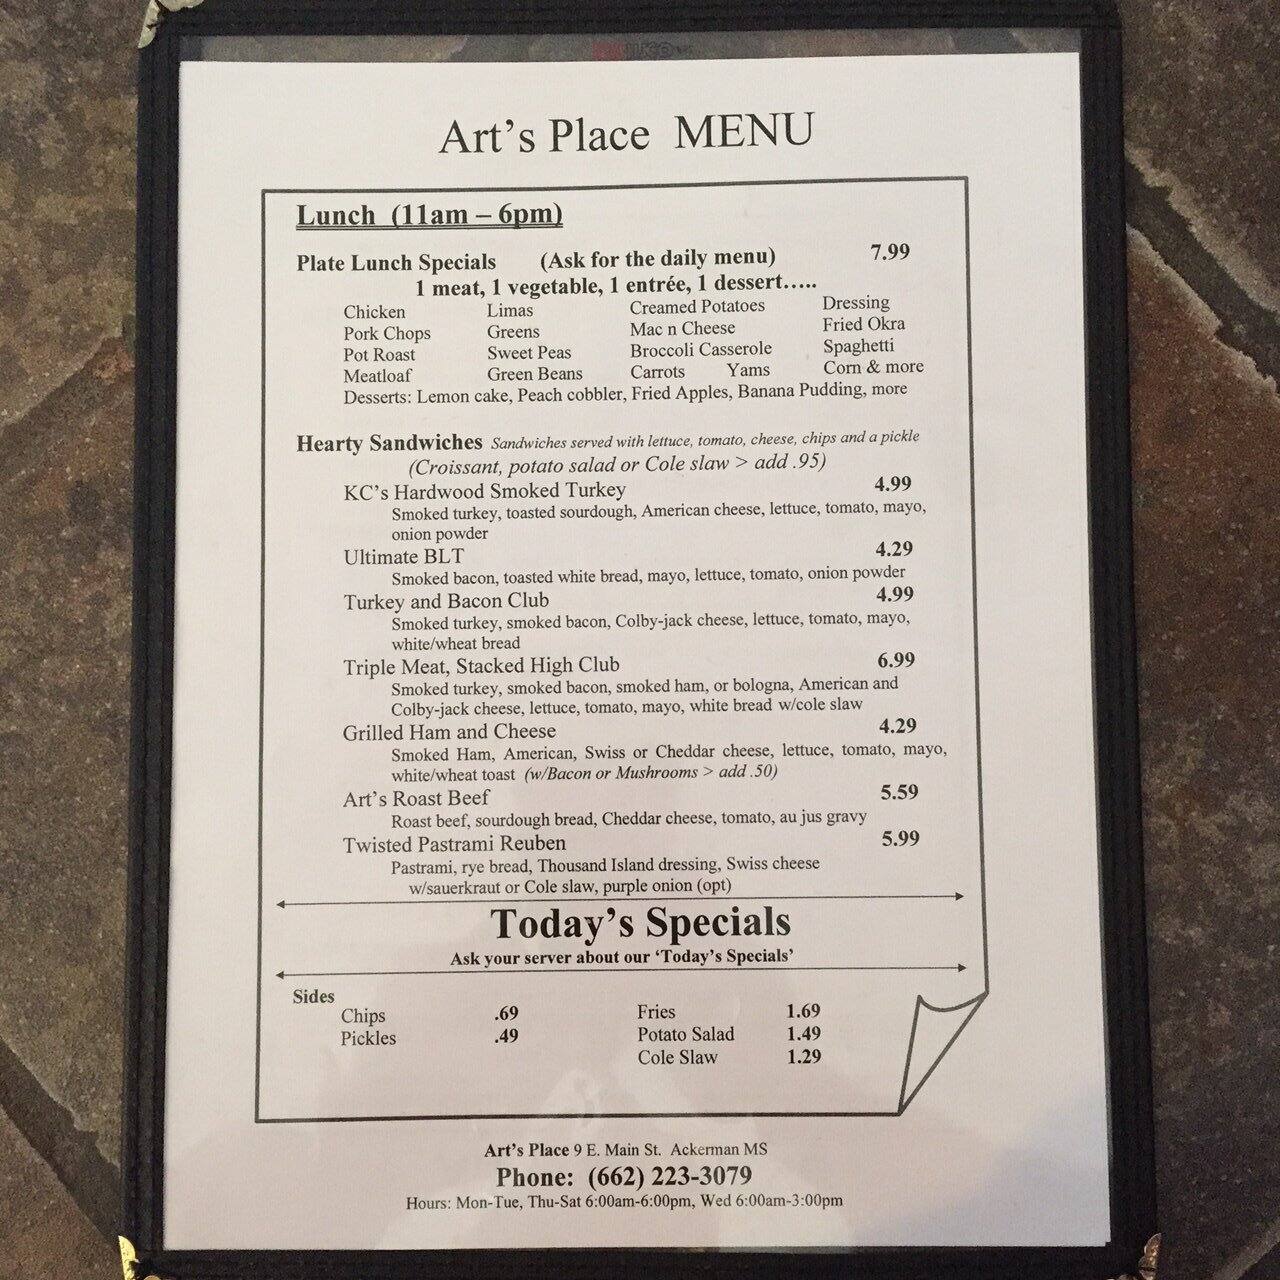 Art's Place MENU
Lunch (11am – 6pm)
Plate Lunch Specials (Ask for the daily menu) 7.99
1 meat, 1 vegetable, 1 entrée, 1 dessert…..
Chicken Limas Creamed Potatoes Dressing
Pork Chops Greens Mac n Cheese Fried Okra
Pot Roast Sweet Peas Broccoli Casserole Spaghetti
Meatloaf Green Beans Carrots Yams Corn & more
Desserts: Lemon cake, Peach cobbler, Fried Apples, Banana Pudding, more
Hearty Sandwiches Sandwiches served with lettuce, tomato, cheese, chips and a pickle
(Croissant, potato salad or Cole slaw > add .95)
KC's Hardwood Smoked Turkey 4.99
Smoked turkey, toasted sourdough, American cheese, lettuce, tomato, mayo,
onion powder
Ultimate BLT 4.29
Smoked bacon, toasted white bread, mayo, lettuce, tomato, onion powder
Turkey and Bacon Club 4.99
Smoked turkey, smoked bacon, Colby-jack cheese, lettuce, tomato, mayo,
white/wheat bread
Triple Meat, Stacked High Club 6.99
Smoked turkey, smoked bacon, smoked ham, or bologna, American and
Colby-jack cheese, lettuce, tomato, mayo, white bread w/cole slaw
Grilled Ham and Cheese 4.29
Smoked Ham, American, Swiss or Cheddar cheese, lettuce, tomato, mayo,
white/wheat toast (w/Bacon or Mushrooms > add .50)
Art's Roast Beef 5.59
Roast beef, sourdough bread, Cheddar cheese, tomato, au jus gravy
Twisted Pastrami Reuben 5.99
Pastrami, rye bread, Thousand Island dressing, Swiss cheese
w/sauerkraut or Cole slaw, purple onion (opt)
Today's Specials
Ask your server about our 'Today's Specials'
Sides
Chips .69 Fries 1.69
Pickles .49 Potato Salad 1.49
Cole Slaw 1.29
Art's Place 9 E. Main St. Ackerman MS
Phone: (662) 223-3079
Hours: Mon-Tue, Thu-Sat 6:00am-6:00pm, Wed 6:00am-3:00pm